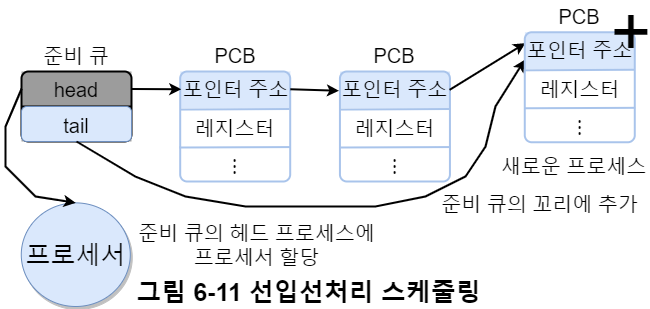 준비 큐
head
tail
PCB
포인터 주소
레지스터
⋮
PCB
포인터 주소
레지스터
⋮
PCB
포인터 주소
레지스터
⋮
새로운 프로세스
준비 큐의 꼬리에 추가
프로세서
준비 큐의 헤드 프로세스에
프로세서 할당
그림 6-11 선입선처리 스케줄링